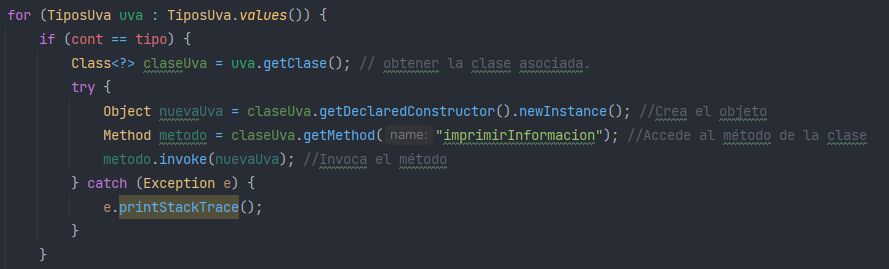 for (TiposUva uva : TiposUva.values()) {
if (cont == tipo) {
Class<?> claseUva = uva.getClase(); // obtener la clase asociada.
try {
Object nuevaUva = claseUva.getDeclaredConstructor().newInstance(); //Crea el objeto
Method metodo = claseUva.getMethod( name: "imprimirInformacion"); //Accede al método de la clase
metodo.invoke(nuevaUva); //Invoca el método
} catch (Exception e) {
e.printStackTrace();
}
}